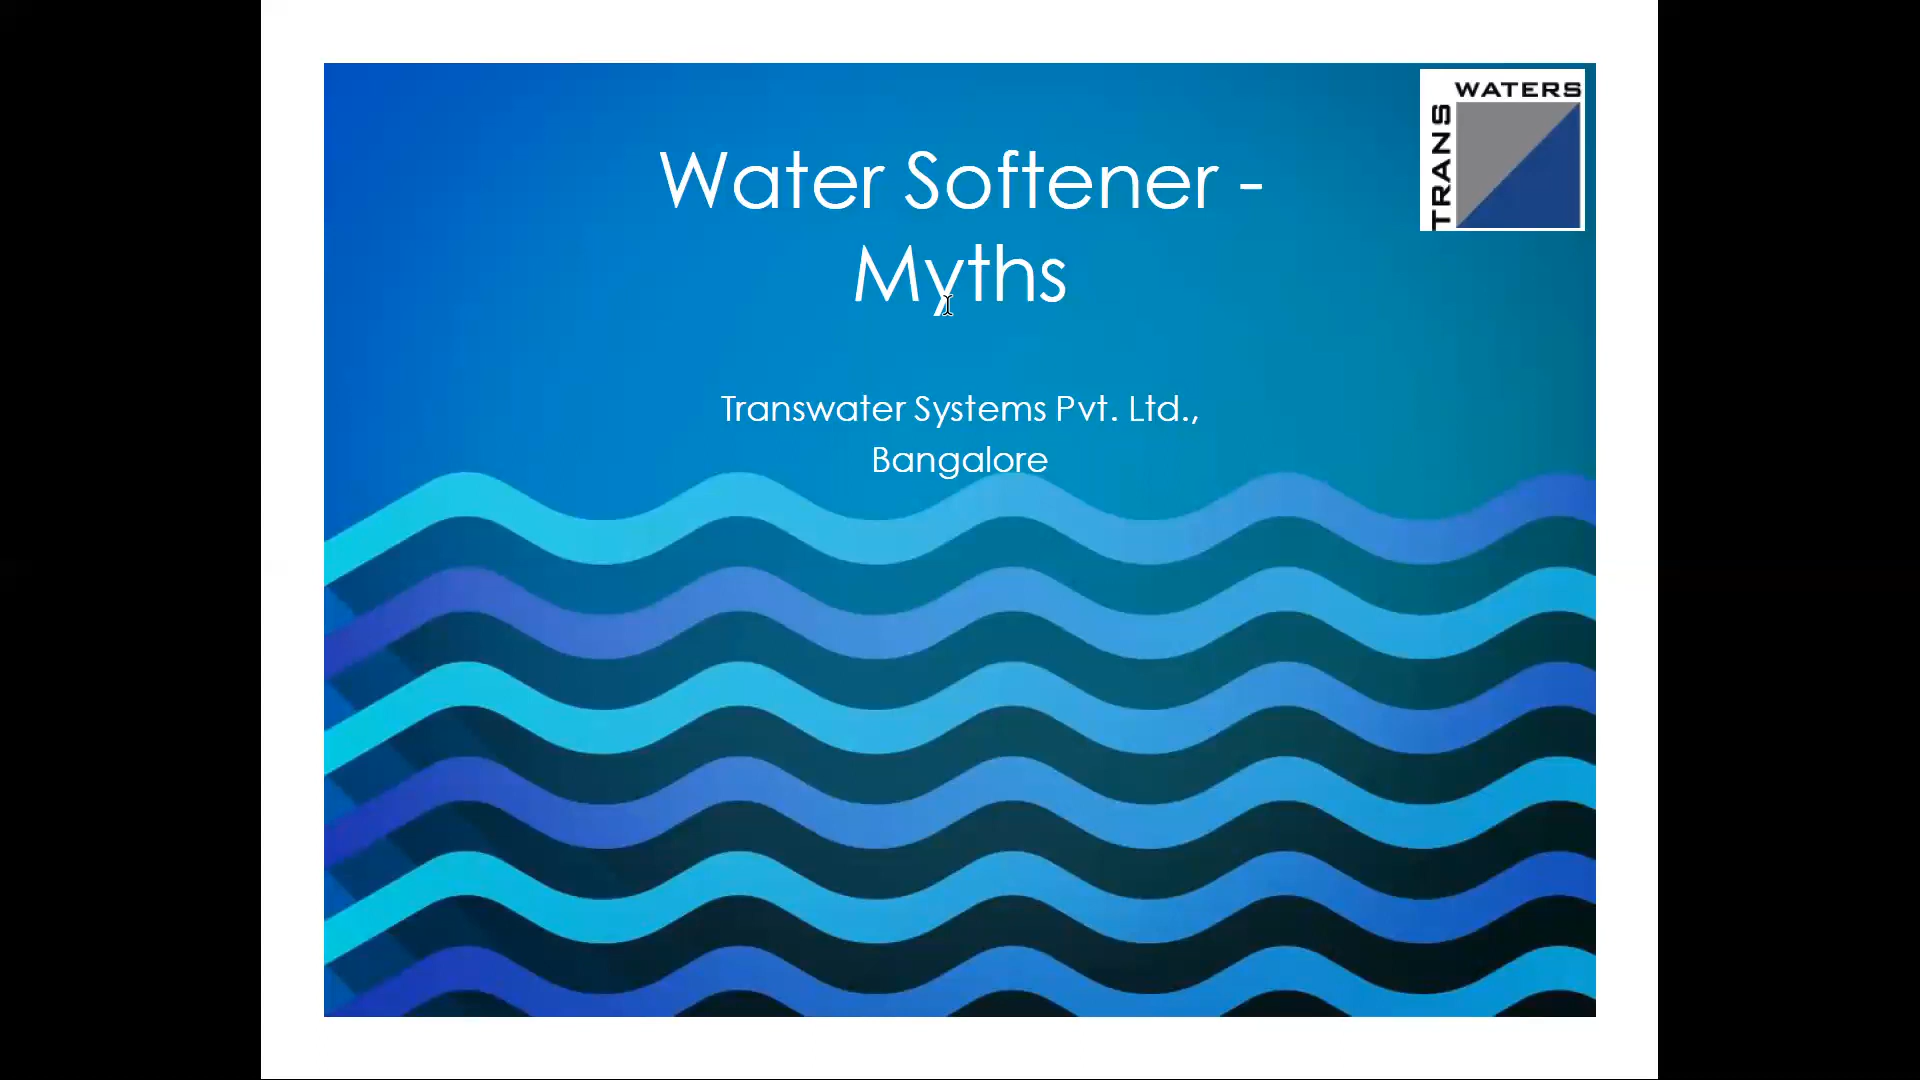 WATERS
TRANS
Water Softener -
Myths
Transwater Systems Pvt. Ltd.,
Bangalore